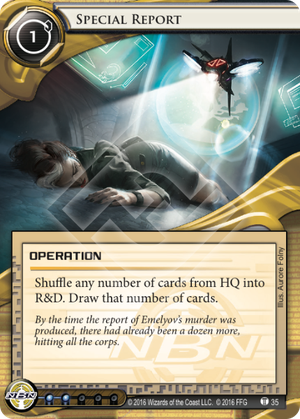 1
SPECIAL REPORT
OPERATION
Shuffle any number of cards from HQ into
R&D. Draw that number of cards.
By the time the report of Emelyov's murder was
produced, there had already been a dozen more,
hitting all the corps.
Illus. Aurore Folny
NBN
NBN
© 2016 Wizards of the Coast LLC. © 2016 FFG
35